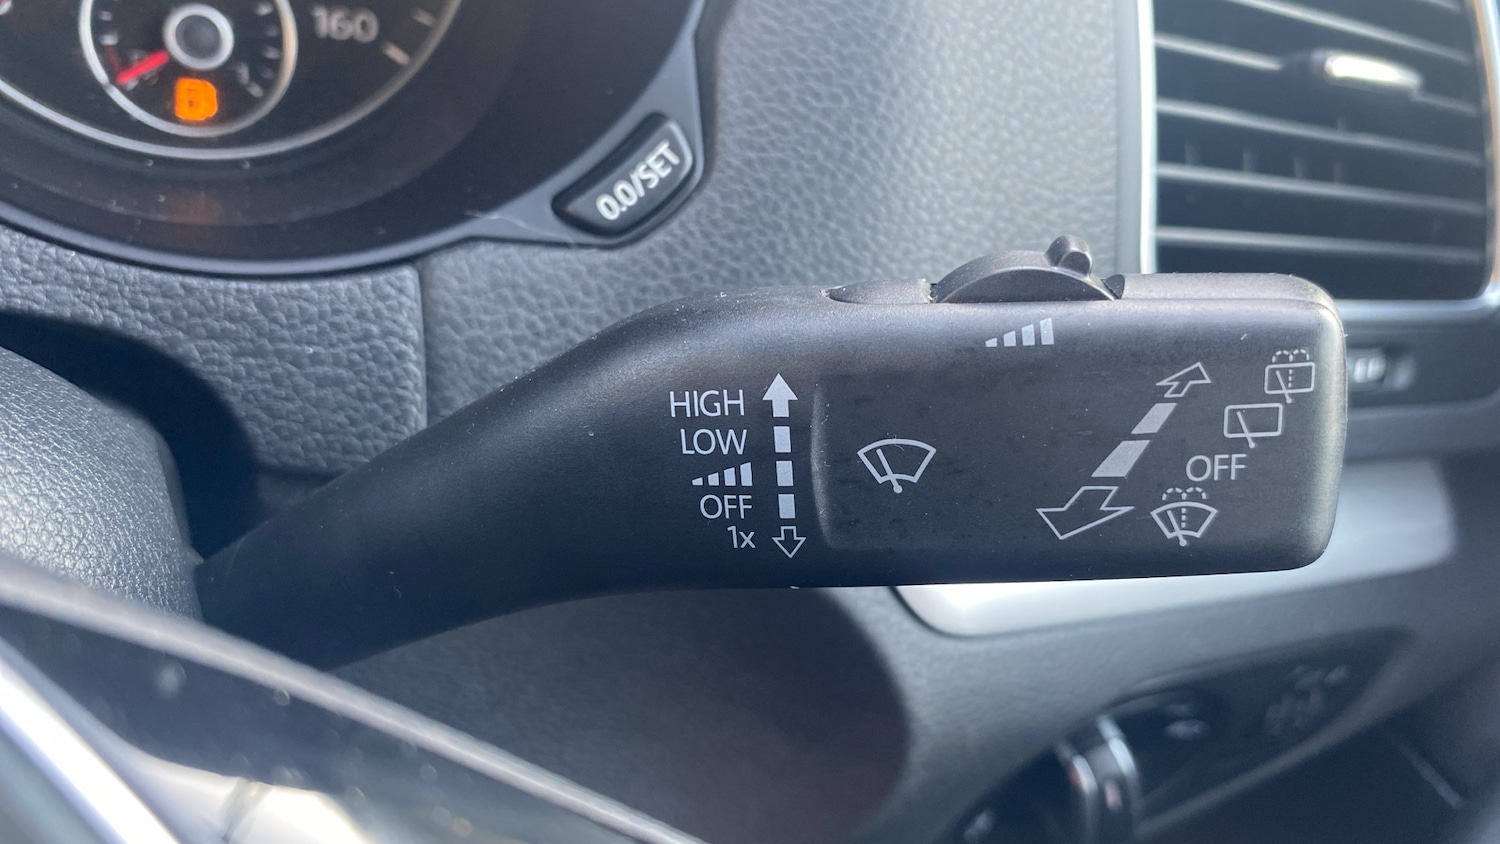 160
0.0/SET
HIGH
LOW
OFF
1x
OFF